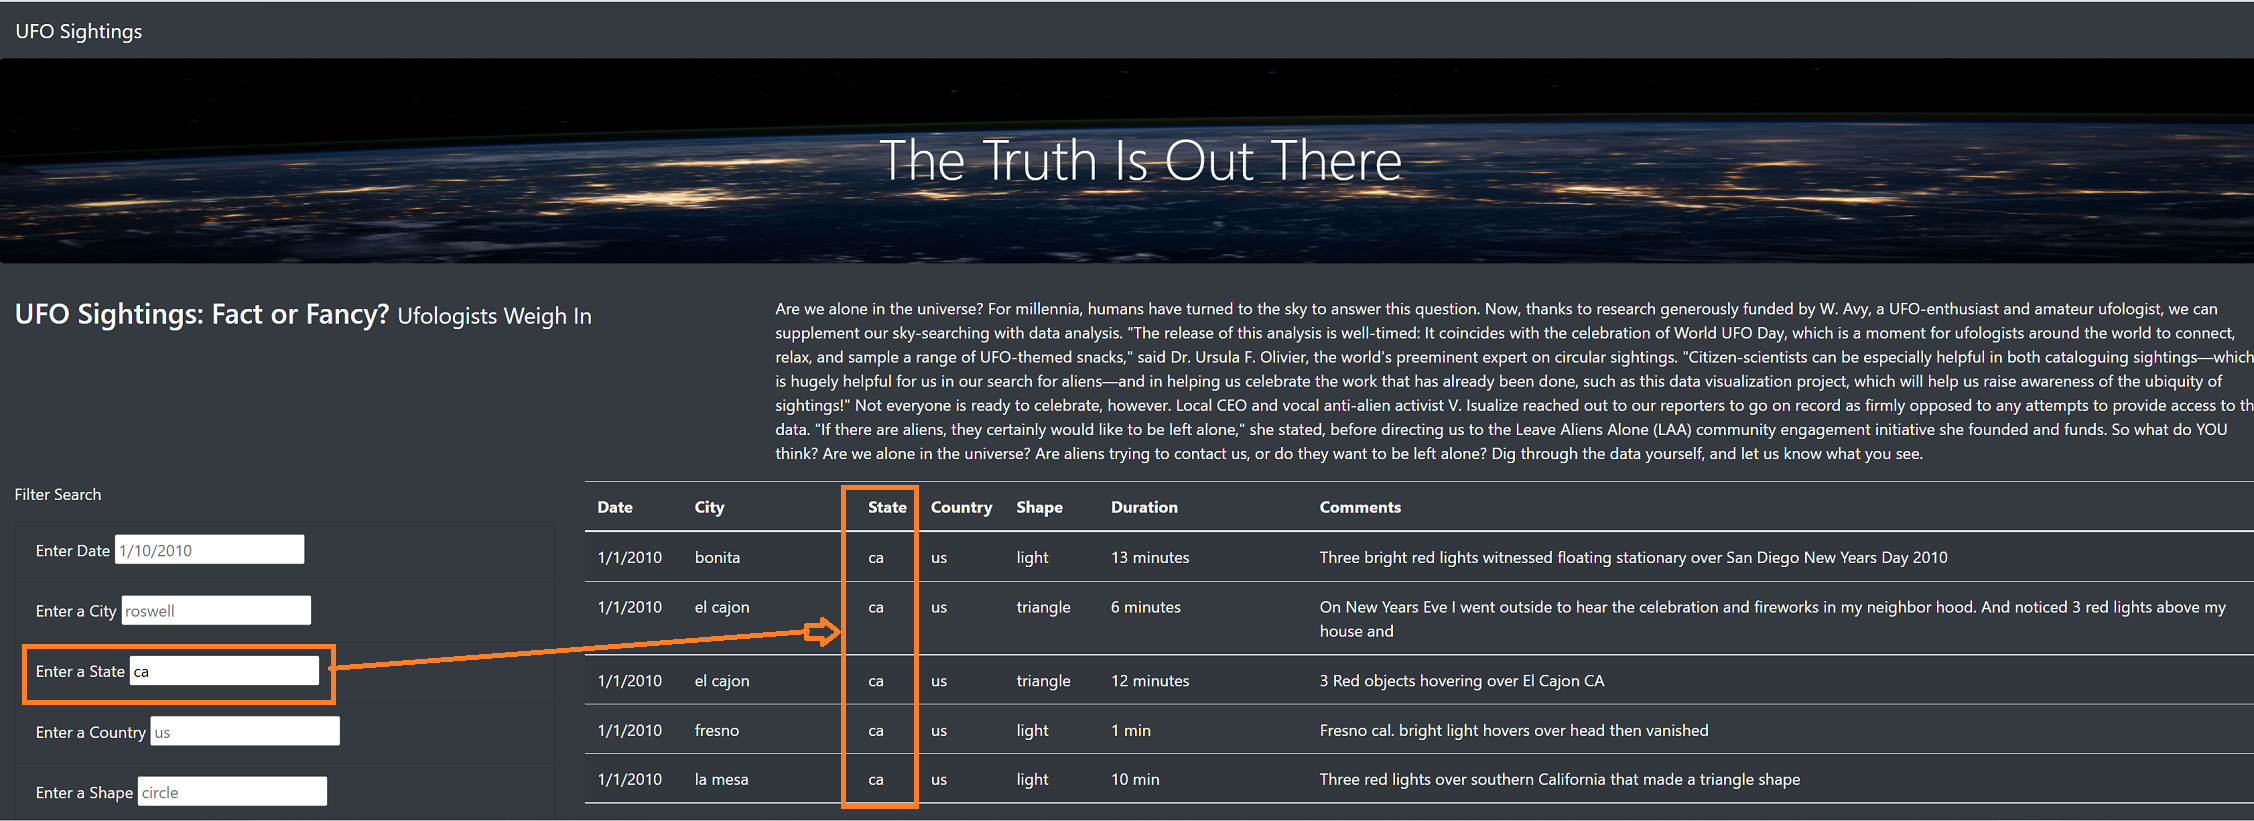 UFO Sightings
The Truth Is Out There
UFO Sightings: Fact or Fancy? Ufologists Weigh In
Are we alone in the universe? For millennia, humans have turned to the sky to answer this question. Now, thanks to research generously funded by W. Avy, a UFO-enthusiast and amateur ufologist, we can
supplement our sky-searching with data analysis. "The release of this analysis is well-timed: It coincides with the celebration of World UFO Day, which is a moment for ufologists around the world to connect,
relax, and sample a range of UFO-themed snacks," said Dr. Ursula F. Olivier, the world's preeminent expert on circular sightings. "Citizen-scientists can be especially helpful in both cataloguing sightings—which
is hugely helpful for us in our search for aliens—and in helping us celebrate the work that has already been done, such as this data visualization project, which will help us raise awareness of the ubiquity of
sightings!" Not everyone is ready to celebrate, however. Local CEO and vocal anti-alien activist V. Isualize reached out to our reporters to go on record as firmly opposed to any attempts to provide access to th
data. "If there are aliens, they certainly would like to be left alone," she stated, before directing us to the Leave Aliens Alone (LAA) community engagement initiative she founded and funds. So what do YOU
think? Are we alone in the universe? Are aliens trying to contact us, or do they want to be left alone? Dig through the data yourself, and let us know what you see.
Filter Search
Enter Date 1/10/2010
Enter a City roswell
Enter a State ca
Enter a Country us
Enter a Shape circle
Date City State Country Shape Duration Comments
1/1/2010 bonita ca us light 13 minutes Three bright red lights witnessed floating stationary over San Diego New Years Day 2010
1/1/2010 el cajon ca us triangle 6 minutes On New Years Eve I went outside to hear the celebration and fireworks in my neighbor hood. And noticed 3 red lights above my
house and
1/1/2010 el cajon ca us triangle 12 minutes 3 Red objects hovering over El Cajon CA
1/1/2010 fresno ca us light 1 min Fresno cal. bright light hovers over head then vanished
1/1/2010 la mesa ca us light 10 min Three red lights over southern California that made a triangle shape